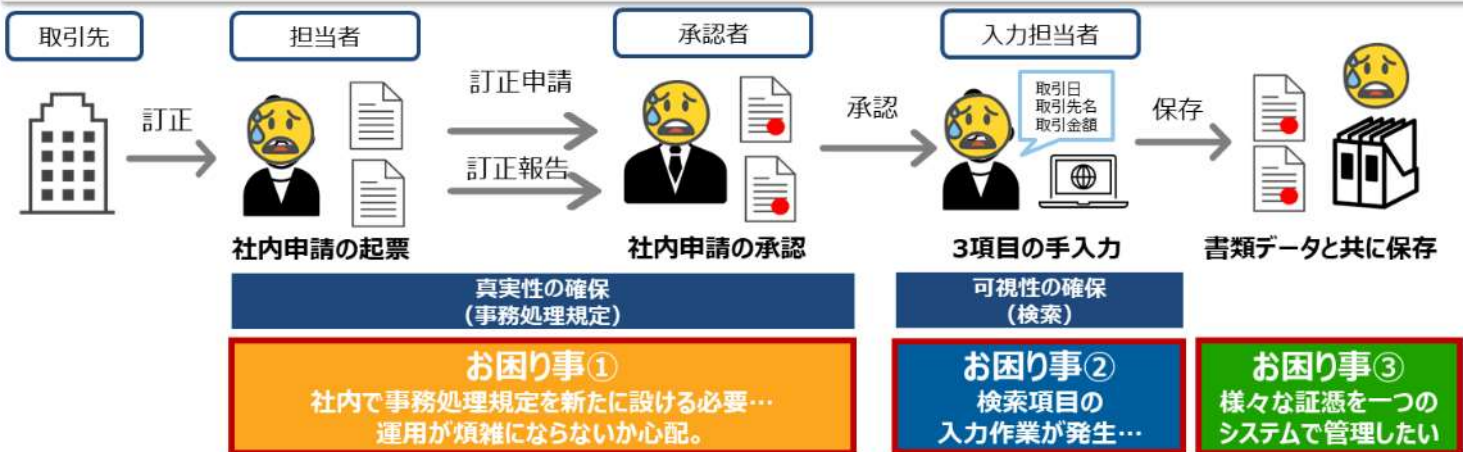 取引先
担当者
承認者
入力担当者
訂正
訂正申請
訂正報告
承認
取引日
取引先名
取引金額
保存
社内申請の起票
社内申請の承認
3項目の手入力
書類データと共に保存
真実性の確保
(事務処理規定)
可視性の確保
(検索)
お困り事①
社内で事務処理規定を新たに設ける必要…
運用が煩雑にならないか心配。
お困り事②
検索項目の
入力作業が発生…
お困り事③
様々な証憑を一つの
システムで管理したい